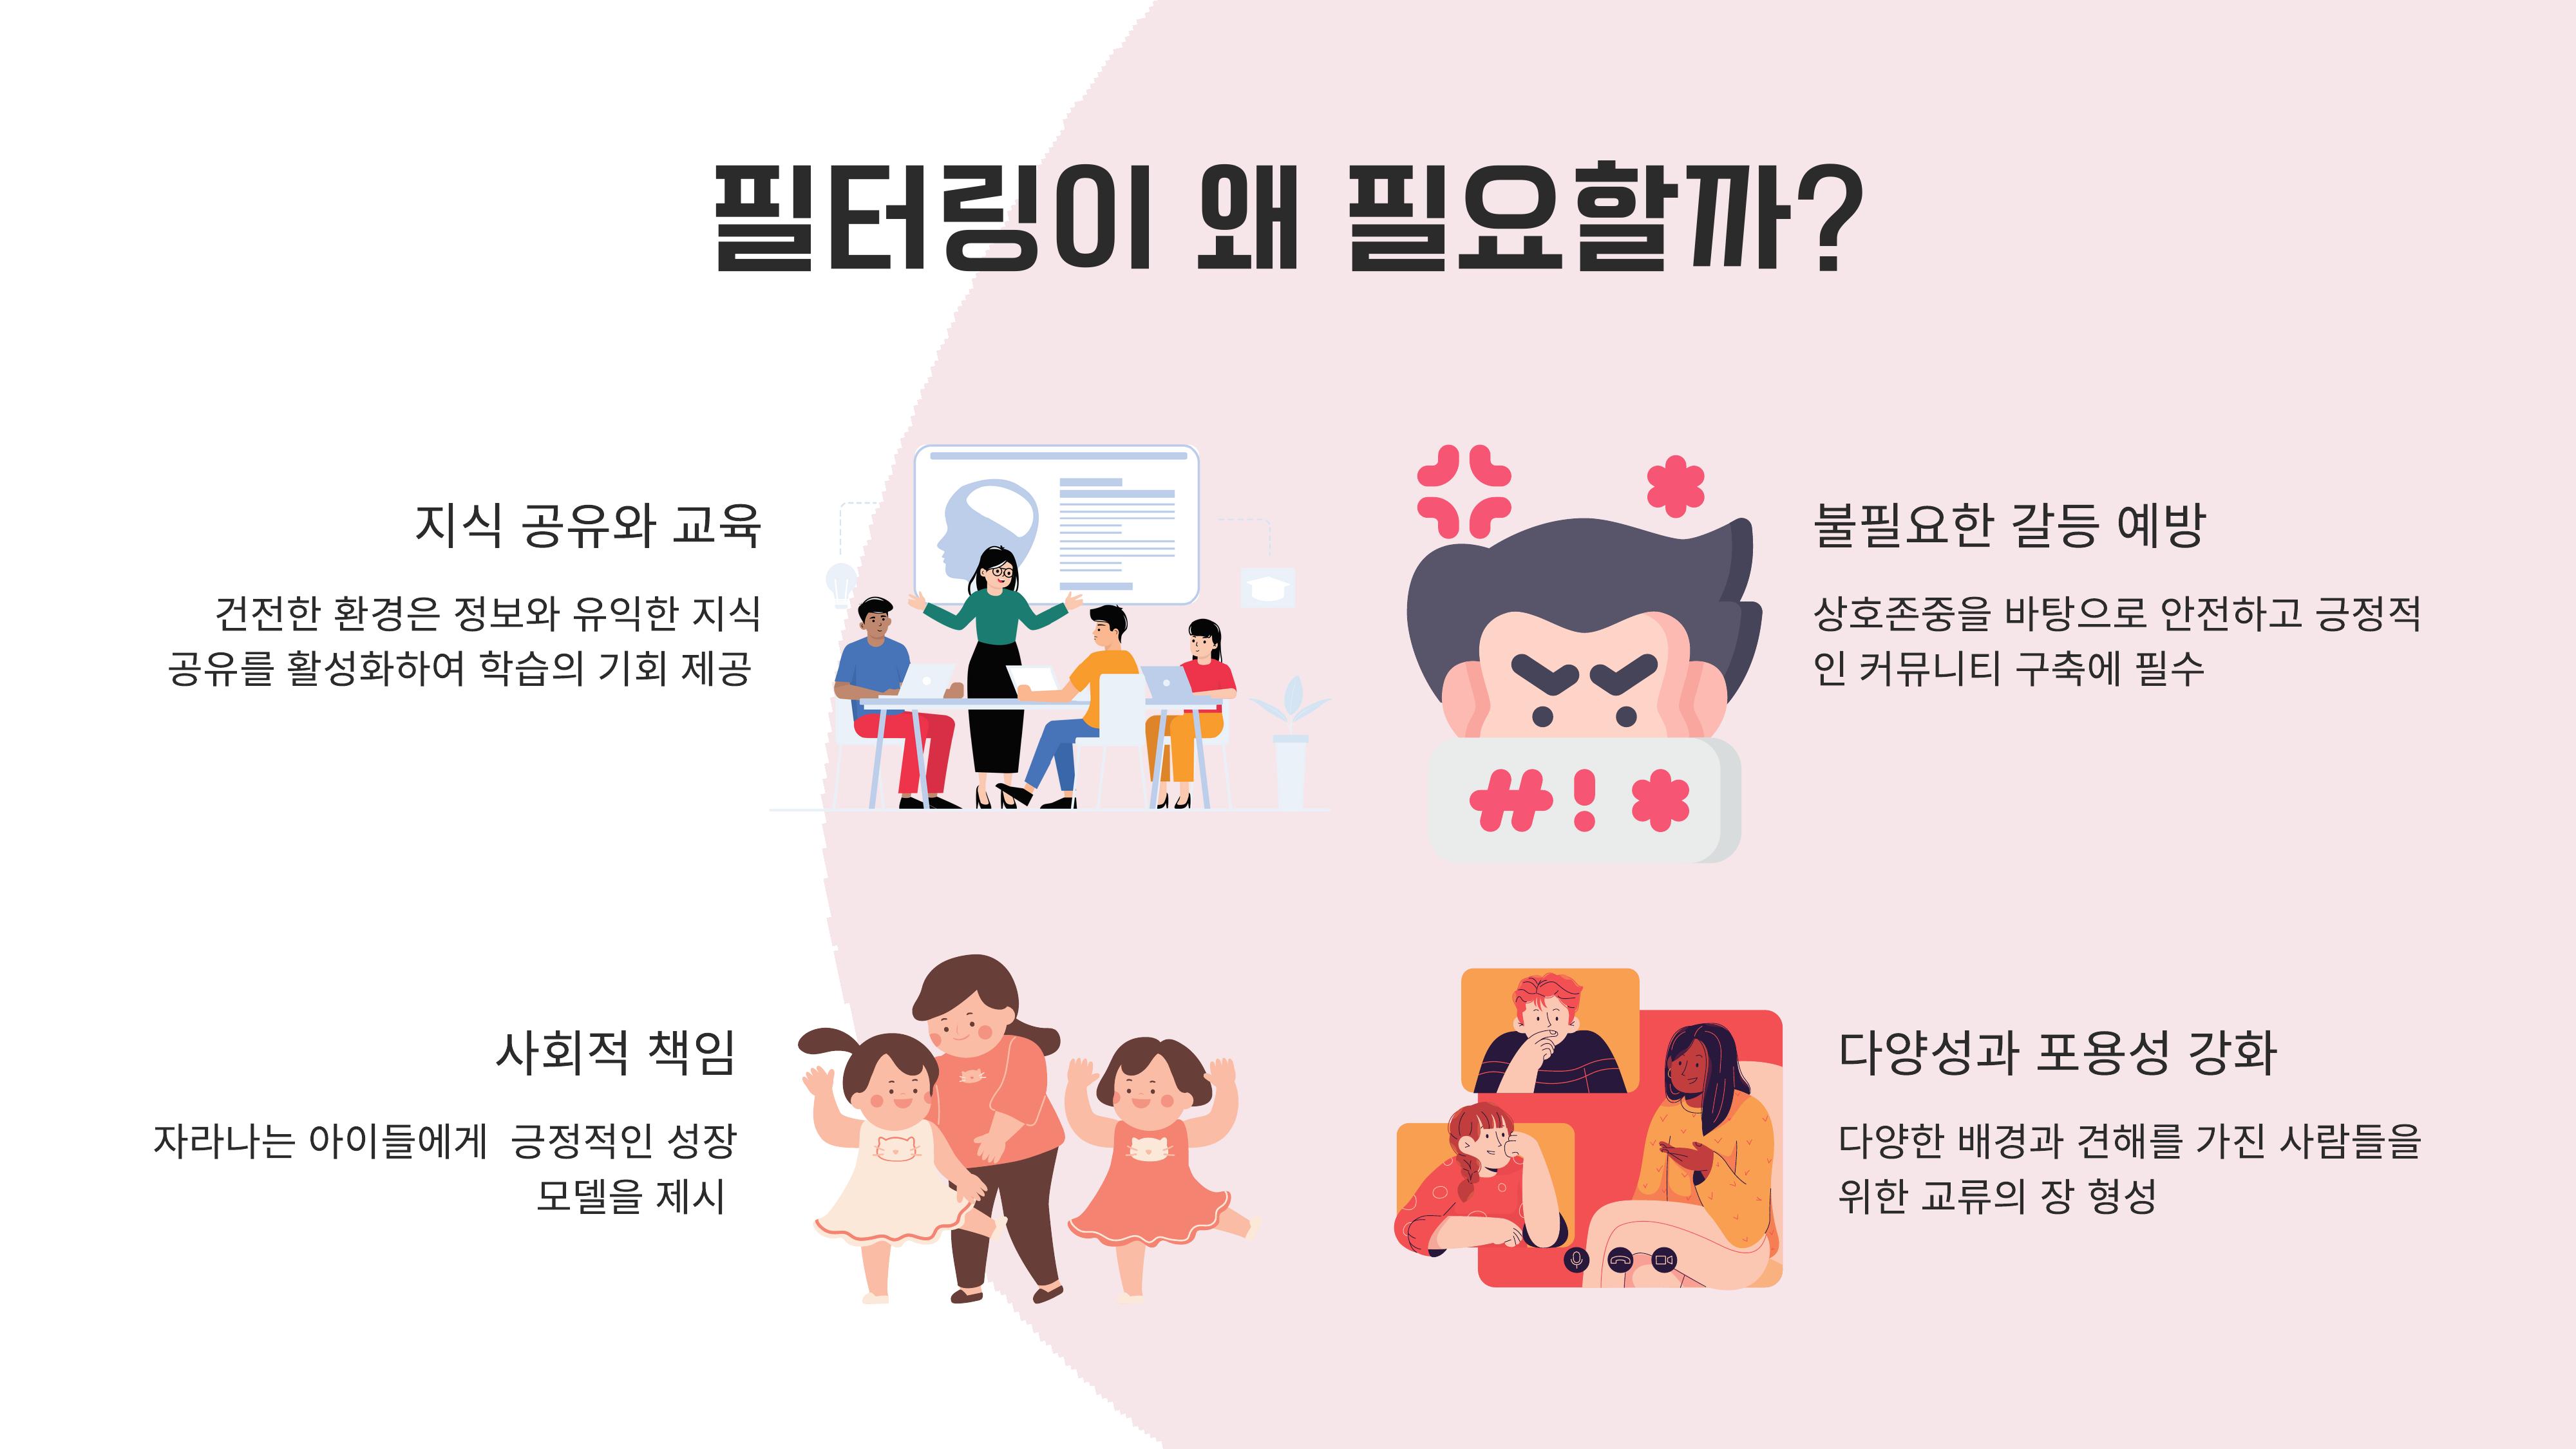 필터링이 왜 필요할까?
지식 공유와 교육
건전한 환경은 정보와 유익한 지식
공유를 활성화하여 학습의 기회 제공
불필요한 갈등 예방
상호존중을 바탕으로 안전하고 긍정적
인 커뮤니티 구축에 필수
#!*
사회적 책임
자라나는 아이들에게  긍정적인 성장
모델을 제시
다양성과 포용성 강화
다양한 배경과 견해를 가진 사람들을
위한 교류의 장 형성